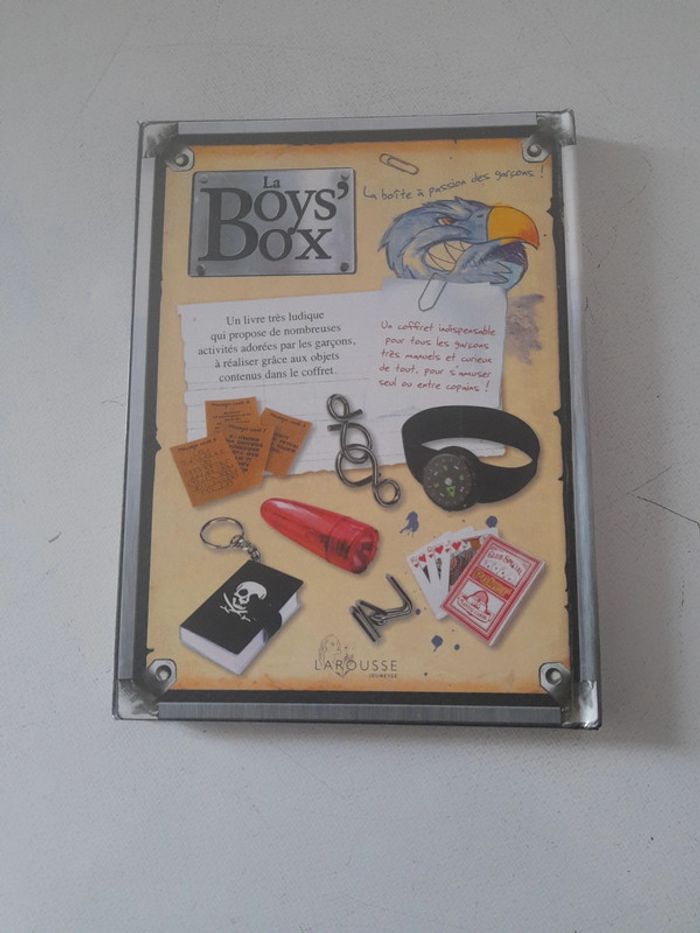 La
Boys'
Box
La boîte à passion des garçons !
Un livre très ludique
qui propose de nombreuses
activités adorées par les garçons,
à réaliser grâce aux objets
contenus dans le coffret
Un coffret indispensable
pour tous les garçons
très manuels et curieux
de tout, pour s'amuser
seul ou entre copains !
LAROUSSE
JEUNESSE